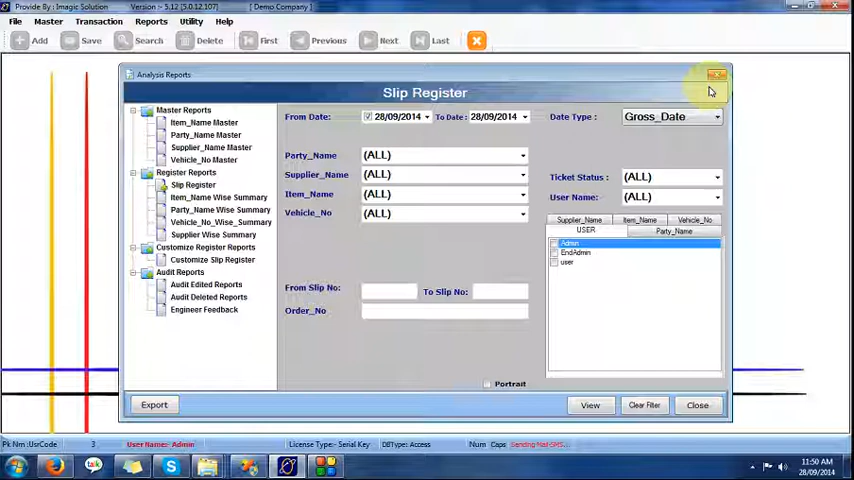 Provide By: Imagic Solution    Version :- 5.12 [5.0.12.107]    [ Demo Company ]
File  Master  Transaction  Reports  Utility  Help
Add  Save  Search  Delete  First  Previous  Next  Last
Analysis Reports
Slip Register
Master Reports
Item_Name Master
Party_Name Master
Supplier_Name Master
Vehicle_No Master
Register Reports
Slip Register
Item_Name Wise Summary
Party_Name Wise Summary
Vehicle_No_Wise_Summary
Supplier Wise Summary
Customize Register Reports
Customize Slip Register
Audit Reports
Audit Edited Reports
Audit Deleted Reports
Engineer Feedback
From Date: 28/09/2014 To Date : 28/09/2014 Date Type : Gross_Date
Party_Name (ALL)
Supplier_Name (ALL) Ticket Status : (ALL)
Item_Name (ALL) User Name: (ALL)
Vehicle_No (ALL)
Supplier_Name Item_Name Vehicle_No
USER Party_Name
Admin
EndAdmin
user
From Slip No: To Slip No:
Order_No
Portrait
Export View Clear Filter Close
Pk Nm:UsrCode 3 User Name:- Admin License Type:- Serial Key DBType: Access Num Caps Sending Mail-SMS...
11:50 AM
28/09/2014